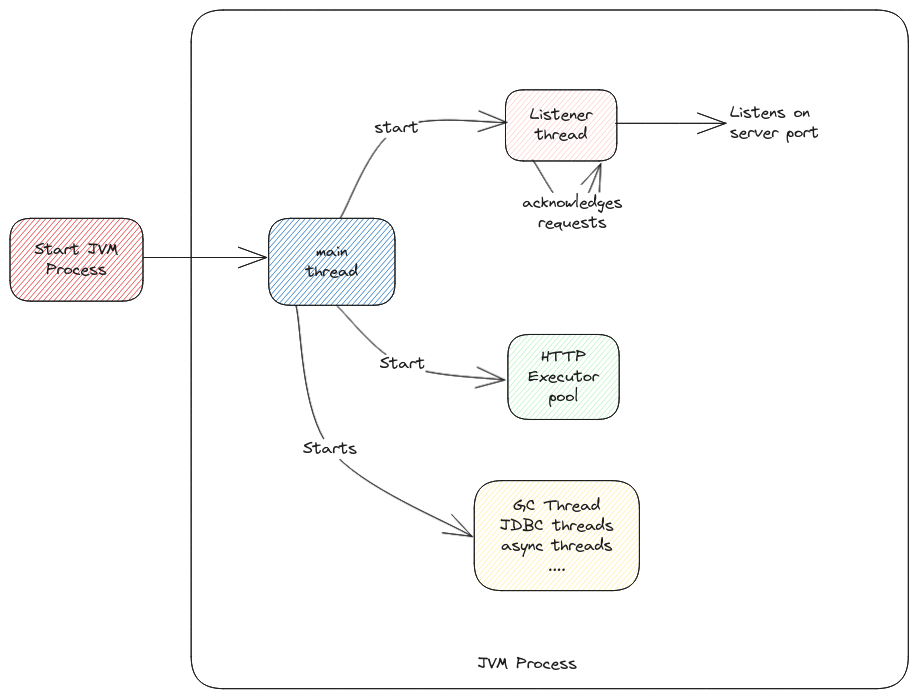 Start JVM
Process
main
thread
start
Listener
thread
Listens on
server port
acknowledges
requests
Start
HTTP
Executor
pool
Starts
GC Thread
JDBC threads
async threads
....
JVM Process